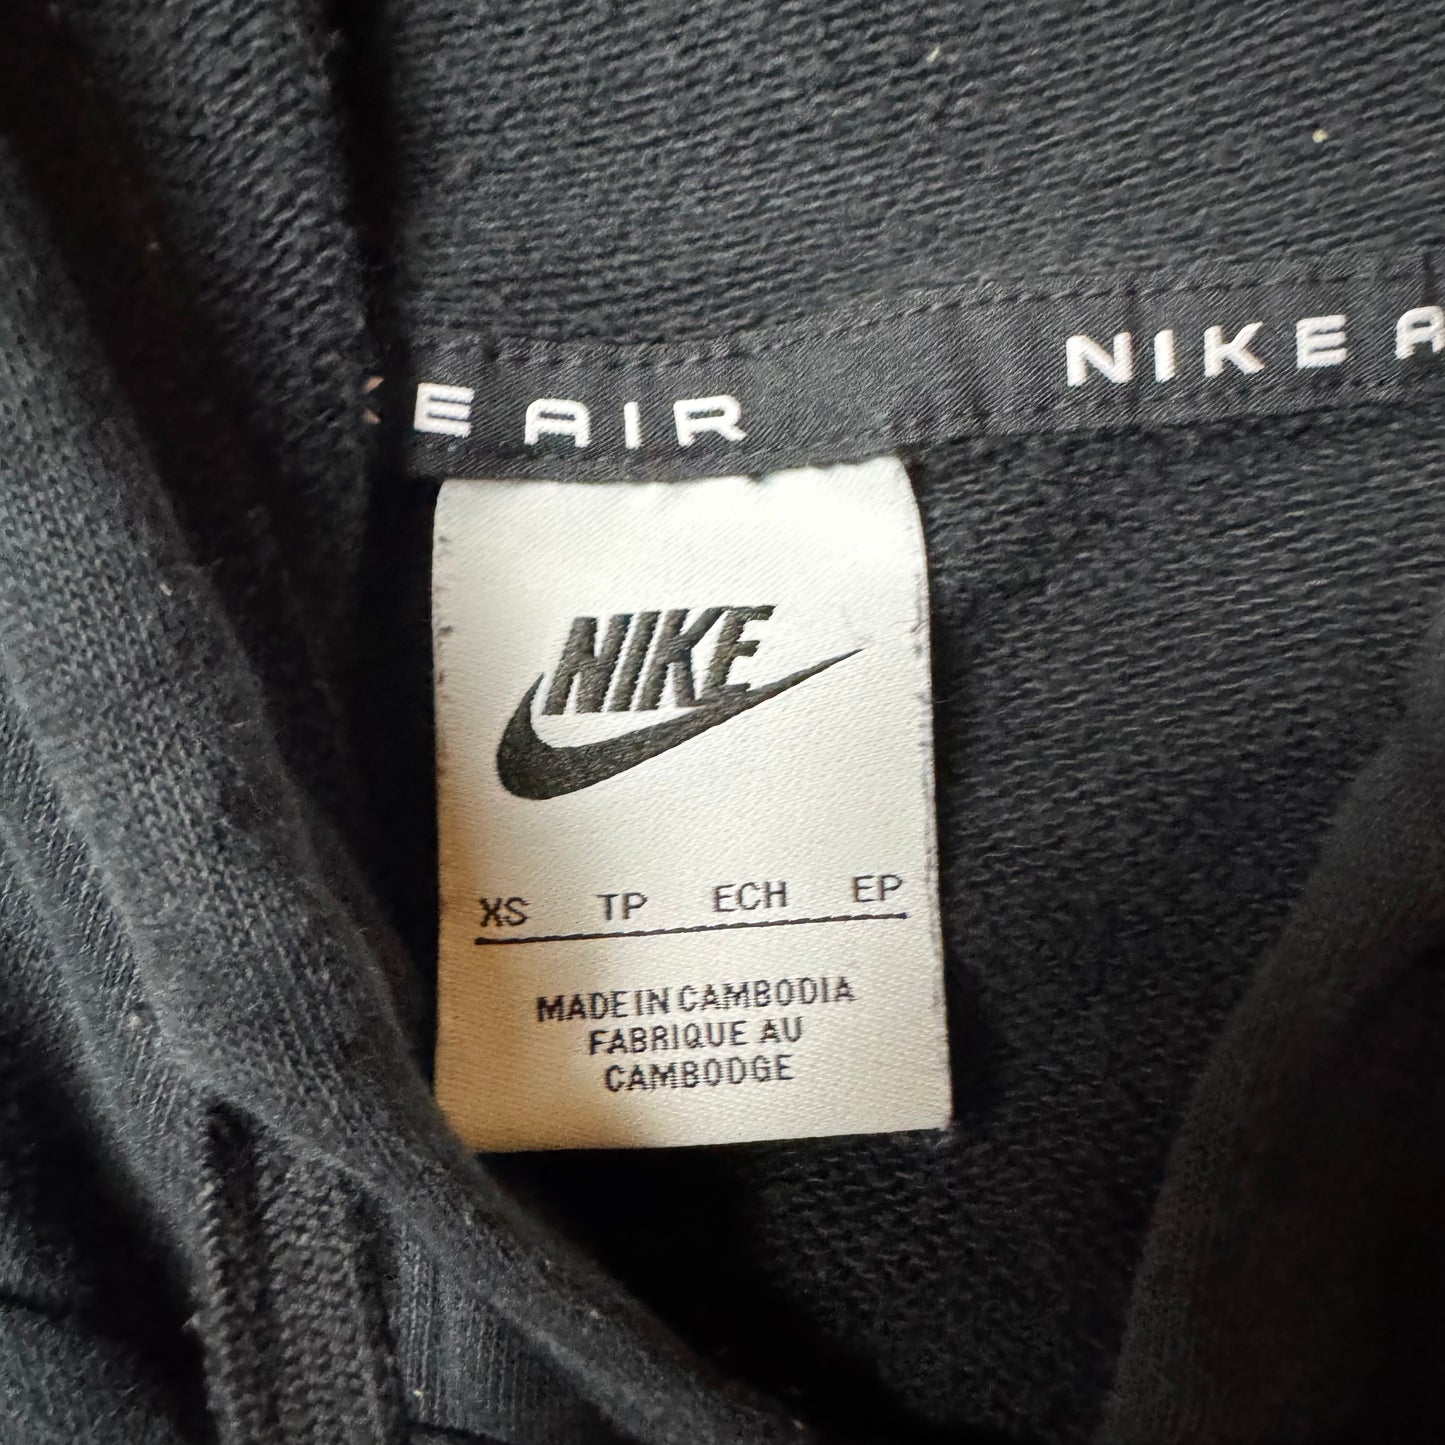 E AIR
NIKE A
NIKE
XS TP ECH EP
MADE IN CAMBODIA
FABRIQUE AU
CAMBODGE